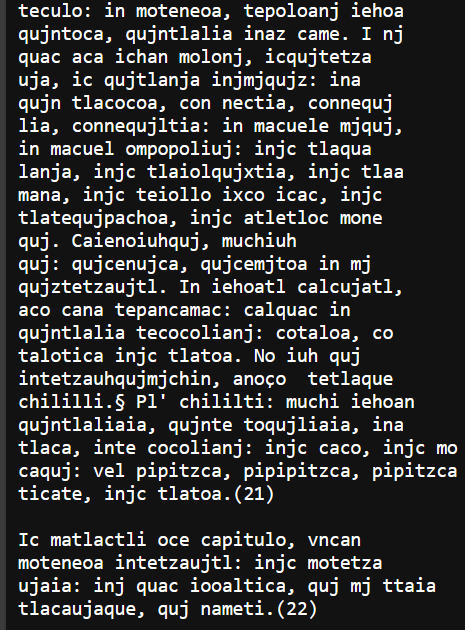 teculo: in moteneoa, tepoloanj iehoa
qujntoca, qujntlalia inaz came. I nj
quac aca ichan molonj, icqujtetza
uja, ic qujtlanja injmjqujz: ina
qujn tlacocoa, con nectia, connequj
lia, connequjltia: in macuele mjquj,
in macuel ompopoliuj: injc tlaqua
lanja, injc tlaiolqujxtia, injc tlaa
mana, injc teiollo ixco icac, injc
tlatequjpachoa, injc atletloc mone
quj. Caienoiuhquj, muchiuh
quj: qujcenujca, qujcemjtoa in mj
qujztetzaujtl. In iehoatl calcujatl,
aco cana tepancamac: calquac in
qujntlalia tecocolianj: cotaloa, co
talotica injc tlatoa. No iuh quj
intetzauhqujmjchin, anoço  tetlaque
chililli.§ Pl' chililti: muchi iehoan
qujntlaliaia, qujnte toqujliaia, ina
tlaca, inte cocolianj: injc caco, injc mo
caquj: vel pipitzca, pipipitzca, pipitzca
ticate, injc tlatoa.(21)

Ic matlactli oce capitulo, vncan
moteneoa intetzaujtl: injc motetza
ujaia: inj quac iooaltica, quj mj ttaia
tlacaujaque, quj nameti.(22)